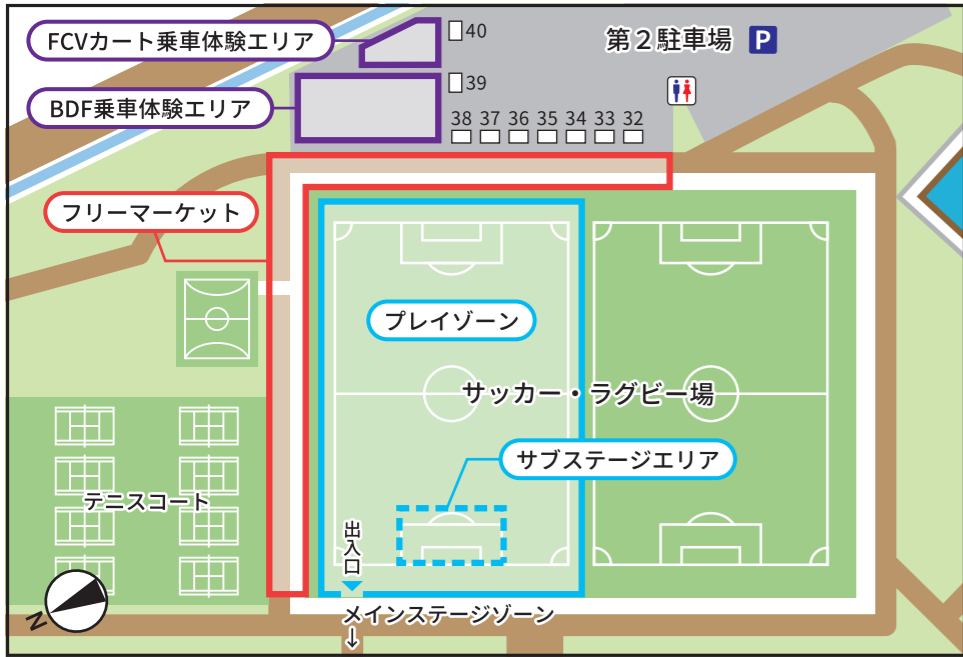 FCVカート乗車体験エリア
40
第２駐車場 P
BDF乗車体験エリア
39
38 37 36 35 34 33 32
フリーマーケット
プレイゾーン
サッカー・ラグビー場
サブステージエリア
テニスコート
出入口
メインステージゾーン
↓
N